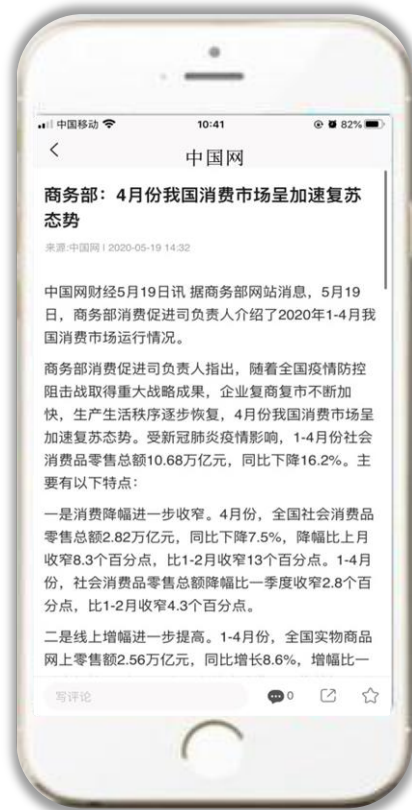 中国移动 10:41 82%
中国网
商务部：4月份我国消费市场呈加速复苏
态势
来源:中国网 | 2020-05-19 14:32
中国网财经5月19日讯 据商务部网站消息，5月19
日，商务部消费促进司负责人介绍了2020年1-4月我
国消费市场运行情况。
商务部消费促进司负责人指出，随着全国疫情防控
阻击战取得重大战略成果，企业复商复市不断加
快，生产生活秩序逐步恢复，4月份我国消费市场呈
加速复苏态势。受新冠肺炎疫情影响，1-4月份社会
消费品零售总额10.68万亿元，同比下降16.2%。主
要有以下特点：
一是消费降幅进一步收窄。4月份，全国社会消费品
零售总额2.82万亿元，同比下降7.5%，降幅比上月
收窄8.3个百分点，比1-2月收窄13个百分点。1-4月
份，社会消费品零售总额降幅比一季度收窄2.8个百
分点，比1-2月收窄4.3个百分点。
二是线上增幅进一步提高。1-4月份，全国实物商品
网上零售额2.56万亿元，同比增长8.6%，增幅比一
写评论 0